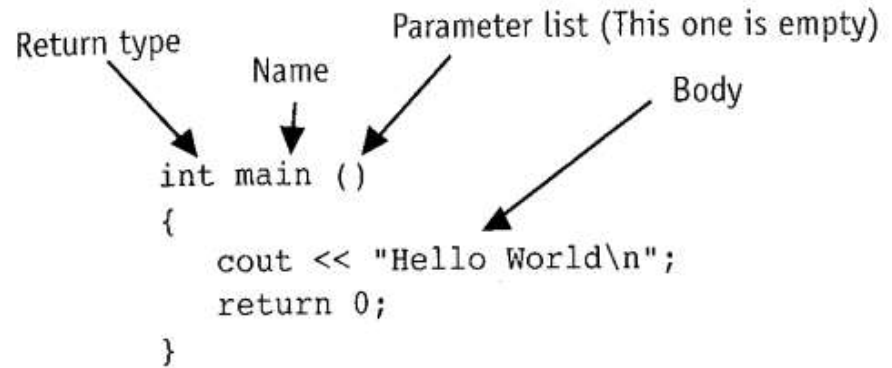 Return type
Name
Parameter list (This one is empty)
Body
int main ()
{
cout << "Hello World\n";
return 0;
}